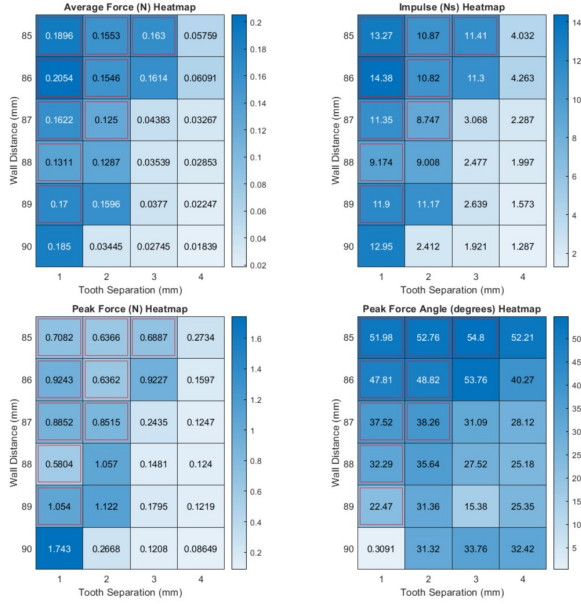 Average Force (N) Heatmap
85 0.1896 0.1553 0.163 0.05759
86 0.2054 0.1546 0.1614 0.06091
87 0.1622 0.125 0.04383 0.03267
88 0.1311 0.1287 0.03539 0.02853
89 0.17 0.1596 0.0377 0.02247
90 0.185 0.03445 0.02745 0.01839
1 2 3 4
Tooth Separation (mm)
Wall Distance (mm)
0.2
0.18
0.16
0.14
0.12
0.1
0.08
0.06
0.04
0.02
Impulse (Ns) Heatmap
85 13.27 10.87 11.41 4.032
86 14.38 10.82 11.3 4.263
87 11.35 8.747 3.068 2.287
88 9.174 9.008 2.477 1.997
89 11.9 11.17 2.639 1.573
90 12.95 2.412 1.921 1.287
1 2 3 4
Tooth Separation (mm)
Wall Distance (mm)
14
12
10
8
6
4
2
Peak Force (N) Heatmap
85 0.7082 0.6366 0.6887 0.2734
86 0.9243 0.6362 0.9227 0.1597
87 0.8852 0.8515 0.2435 0.1247
88 0.5804 1.057 0.1481 0.124
89 1.054 1.122 0.1795 0.1219
90 1.743 0.2668 0.1208 0.08649
1 2 3 4
Tooth Separation (mm)
Wall Distance (mm)
1.6
1.4
1.2
1
0.8
0.6
0.4
0.2
Peak Force Angle (degrees) Heatmap
85 51.98 52.76 54.8 52.21
86 47.81 48.82 53.76 40.27
87 37.52 38.26 31.09 28.12
88 32.29 35.64 27.52 25.18
89 22.47 31.36 15.38 25.35
90 0.3091 31.32 33.76 32.42
1 2 3 4
Tooth Separation (mm)
Wall Distance (mm)
50
45
40
35
30
25
20
15
10
5